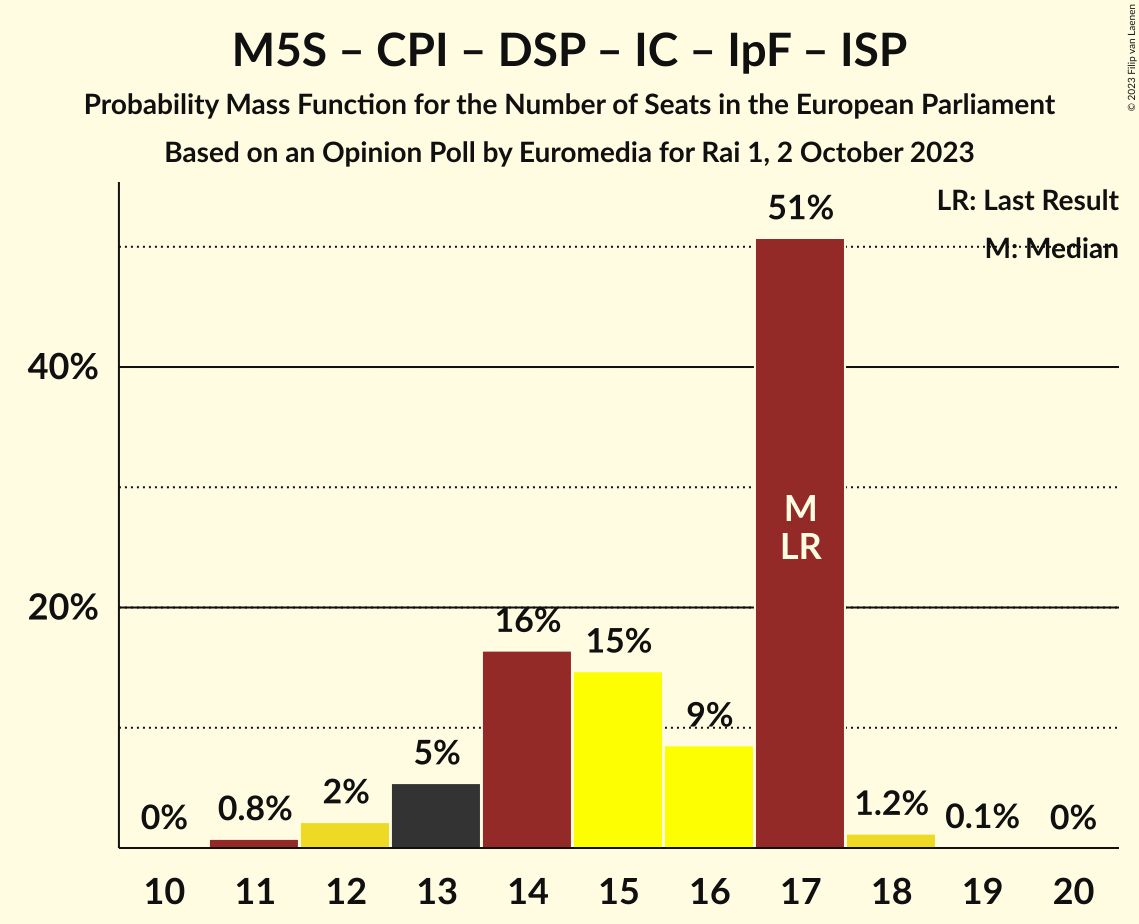 M5S – CPI – DSP – IC – IpF – ISP
Probability Mass Function for the Number of Seats in the European Parliament
Based on an Opinion Poll by Euromedia for Rai 1, 2 October 2023
© 2023 Filip van Laenen
LR: Last Result
M: Median
51%
40%
20%
M
LR
16%
15%
9%
5%
2%
0.8%
0%
1.2%
0.1%
0%
10 11 12 13 14 15 16 17 18 19 20